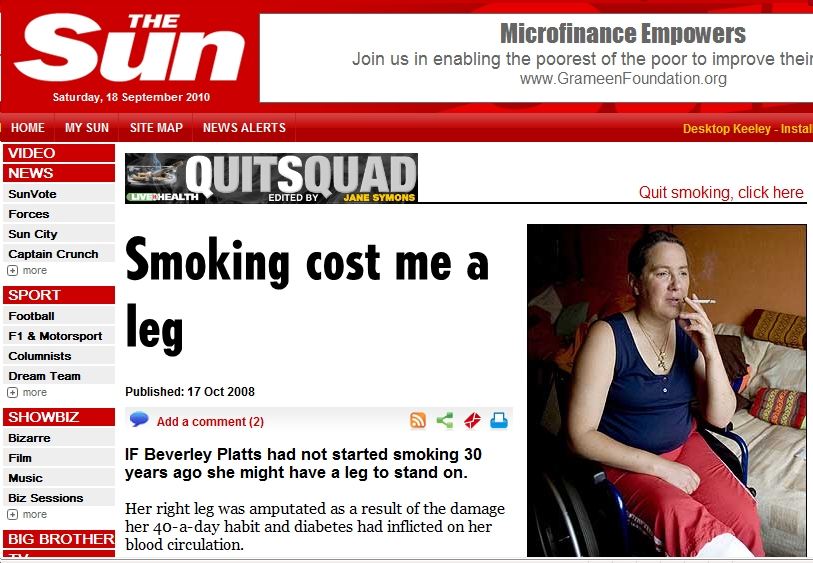 THE
Sun
Saturday, 18 September 2010
Microfinance Empowers
Join us in enabling the poorest of the poor to improve their
www.GrameenFoundation.org
HOME MY SUN SITE MAP NEWS ALERTS
Desktop Keeley - Install
VIDEO
NEWS
SunVote
Forces
Sun City
Captain Crunch
more
SPORT
Football
F1 & Motorsport
Columnists
Dream Team
more
SHOWBIZ
Bizarre
Film
Music
Biz Sessions
more
BIG BROTHER
TV
QUITSQUAD
EDITED BY JANE SYMONS
Quit smoking, click here
Smoking cost me a
leg
Published: 17 Oct 2008
Add a comment (2)
IF Beverley Platts had not started smoking 30
years ago she might have a leg to stand on.
Her right leg was amputated as a result of the damage
her 40-a-day habit and diabetes had inflicted on her
blood circulation.